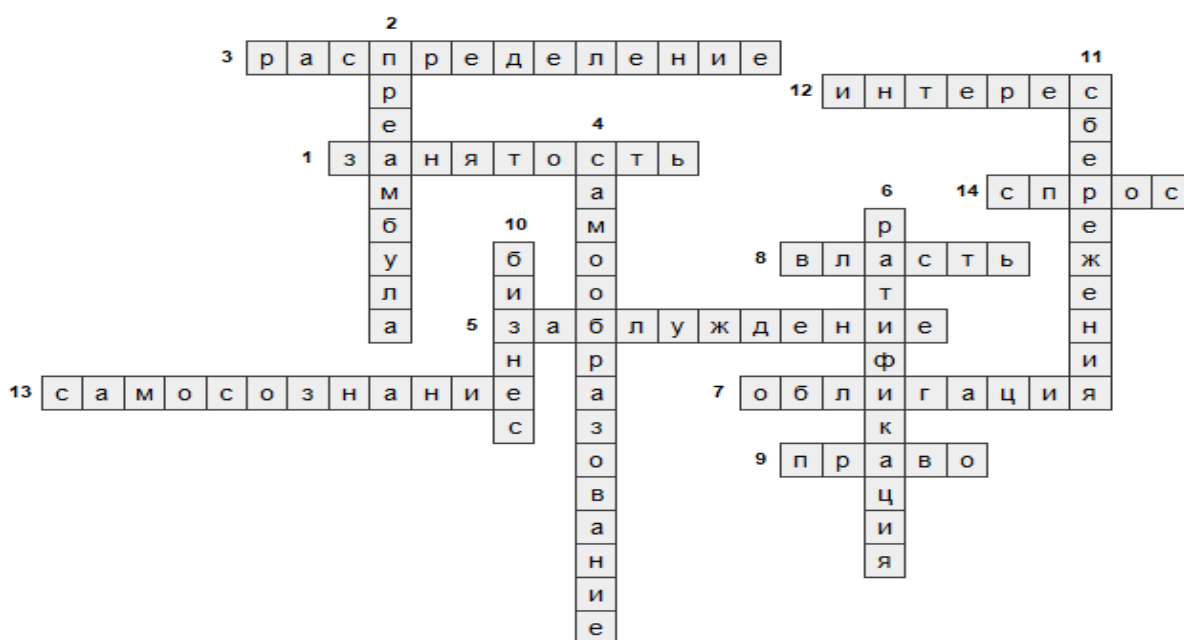 2
3 распределение
11
12 интерес
4
1 занятость
6
14 спрос
10
8 власть
5 заблуждение
13 самосознание
7 облигация
9 право
преамбула
самообразование
бизнес
ратификация
сбережения